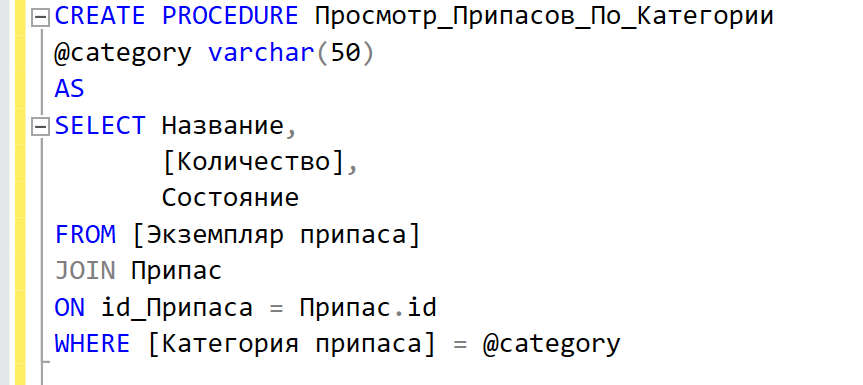 CREATE PROCEDURE Просмотр_Припасов_По_Категории
@category varchar(50)
AS
SELECT Название,
[Количество],
Состояние
FROM [Экземпляр припаса]
JOIN Припас
ON id_Припаса = Припас.id
WHERE [Категория припаса] = @category